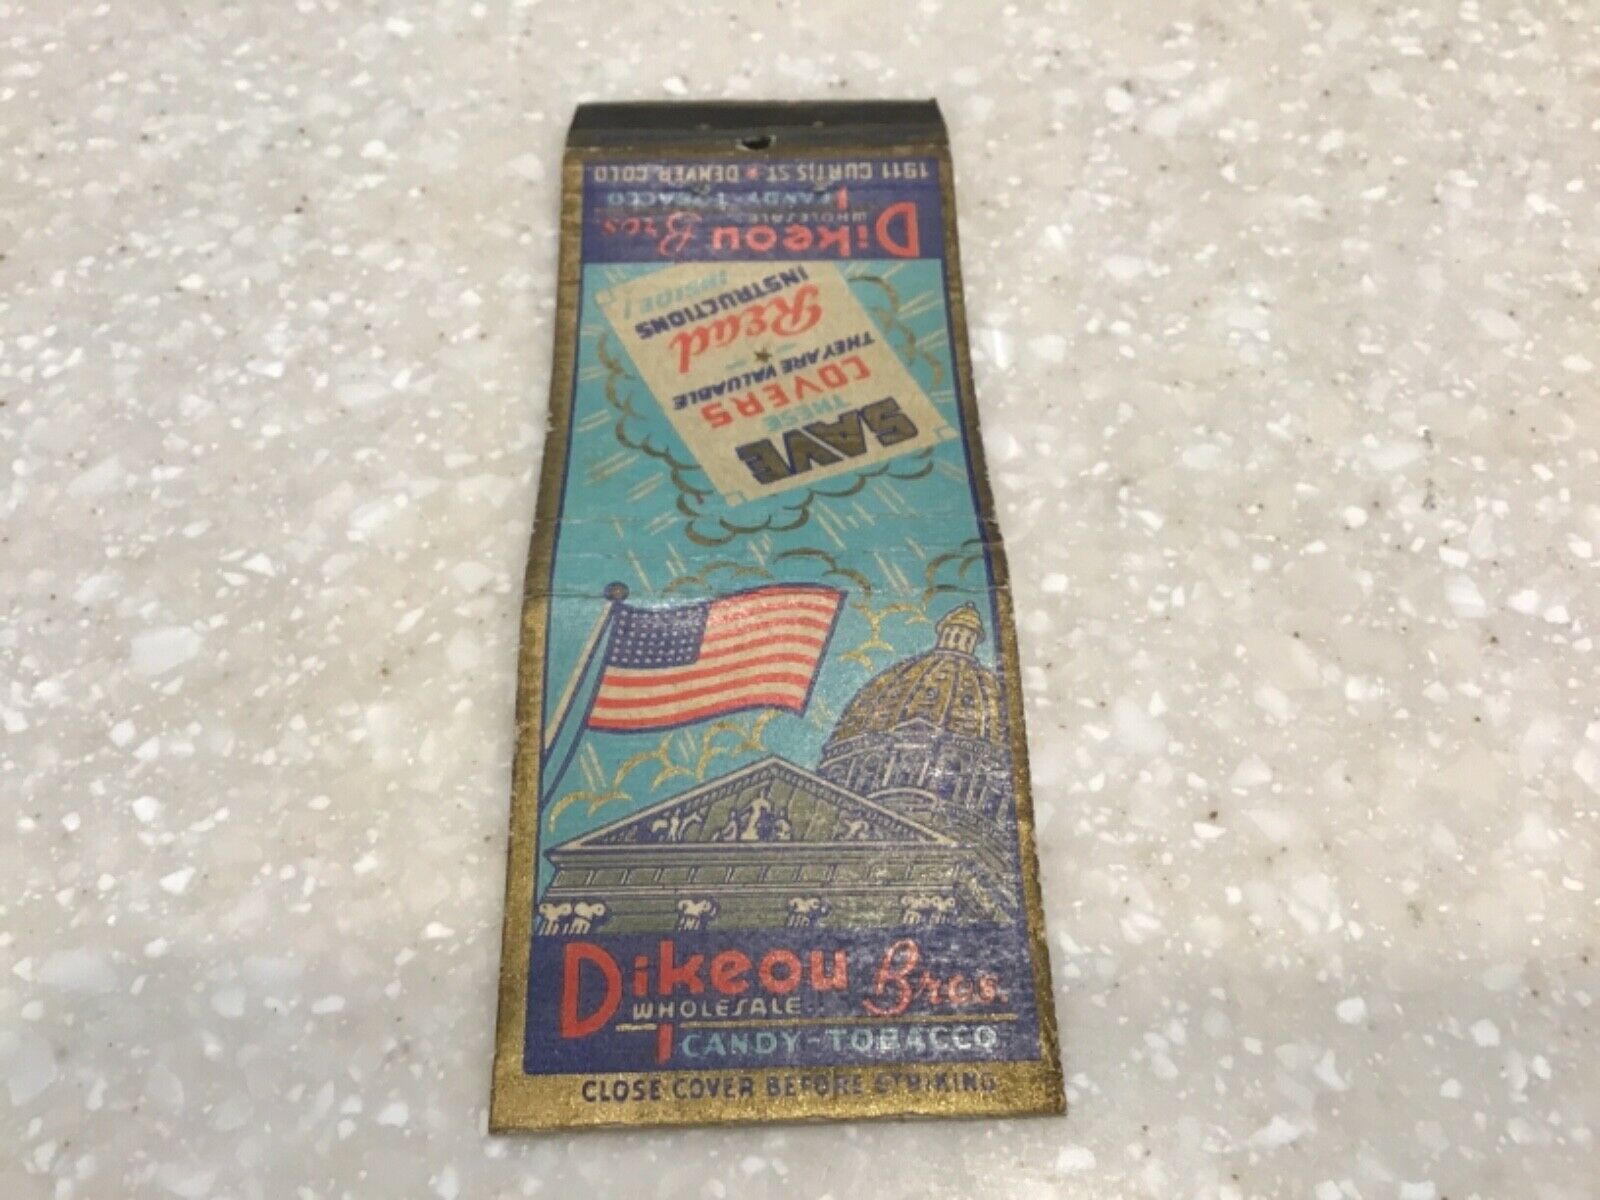 SAVE
THESE
COVERS
THEY ARE VALUABLE
Read
INSTRUCTIONS
INSIDE!
Dikeou Bros
WHOLESALE
CANDY-TOBACCO
1911 CURTIS ST. ★ DENVER COLO
Dikeou Bros.
WHOLESALE
CANDY-TOBACCO
CLOSE COVER BEFORE STRIKING